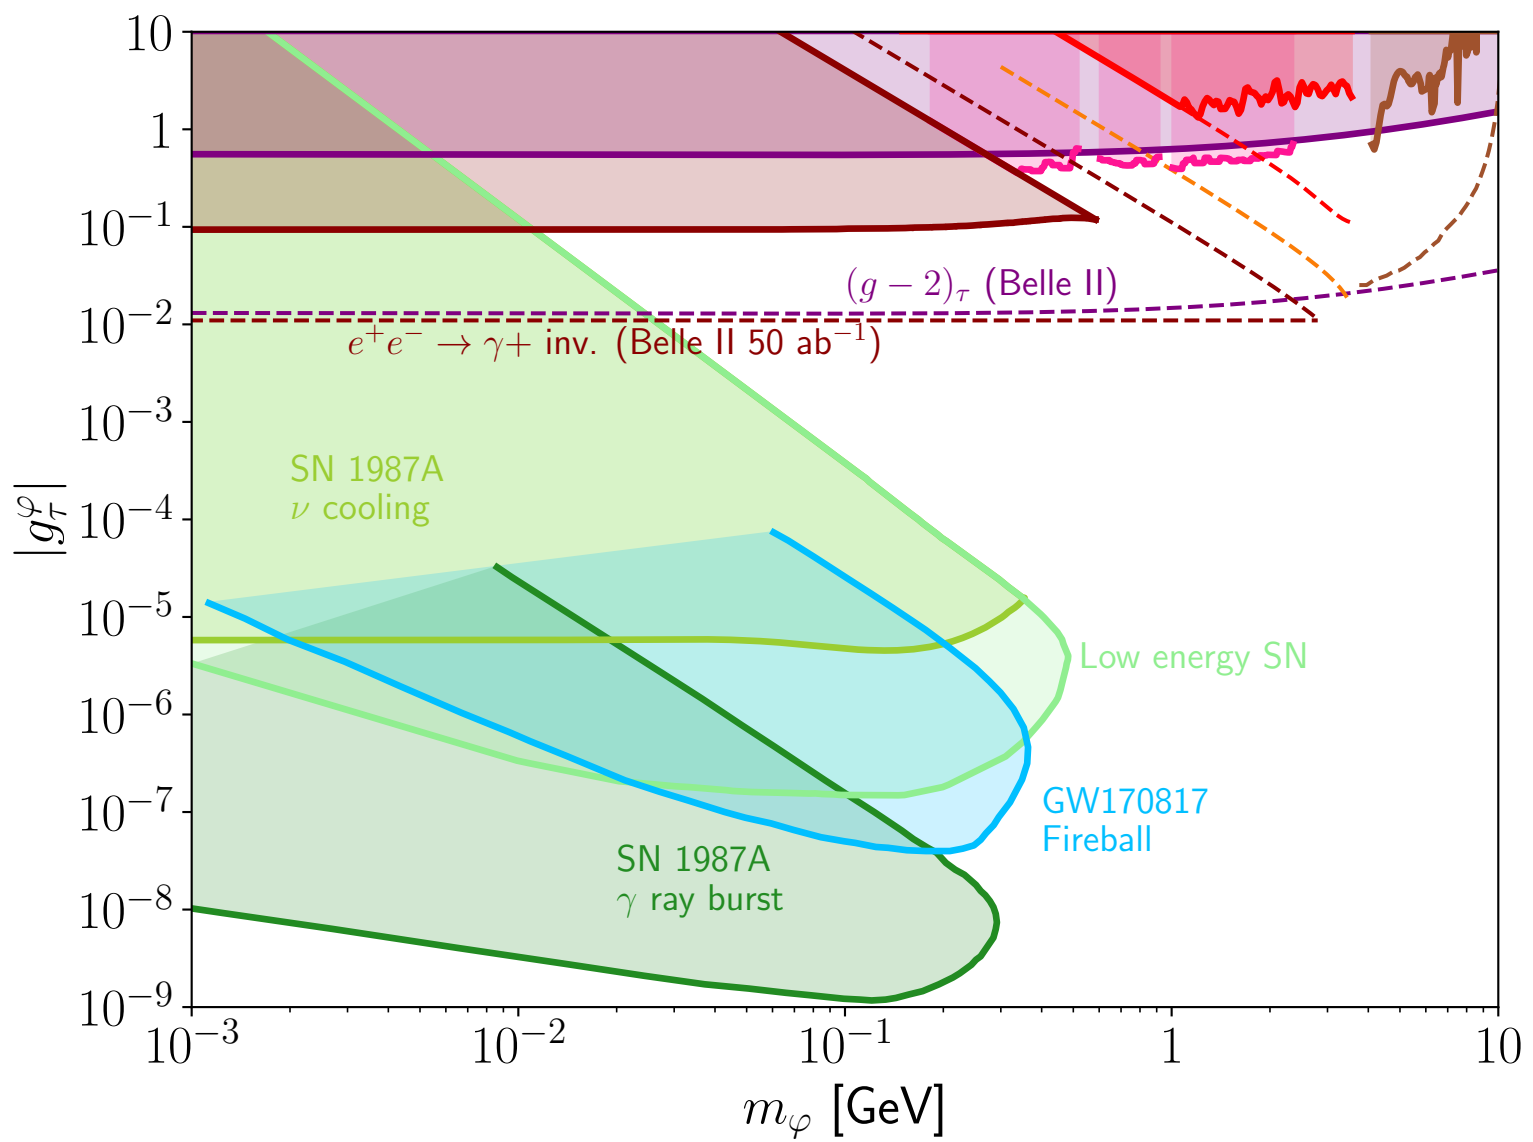 10
1
10⁻¹
10⁻²
10⁻³
10⁻⁴
10⁻⁵
10⁻⁶
10⁻⁷
10⁻⁸
10⁻⁹
|g_τ^φ|
(g − 2)_τ (Belle II)
e⁺e⁻ → γ+ inv. (Belle II 50 ab⁻¹)
SN 1987A
ν cooling
Low energy SN
GW170817
Fireball
SN 1987A
γ ray burst
10⁻³ 10⁻² 10⁻¹ 1 10
m_φ [GeV]